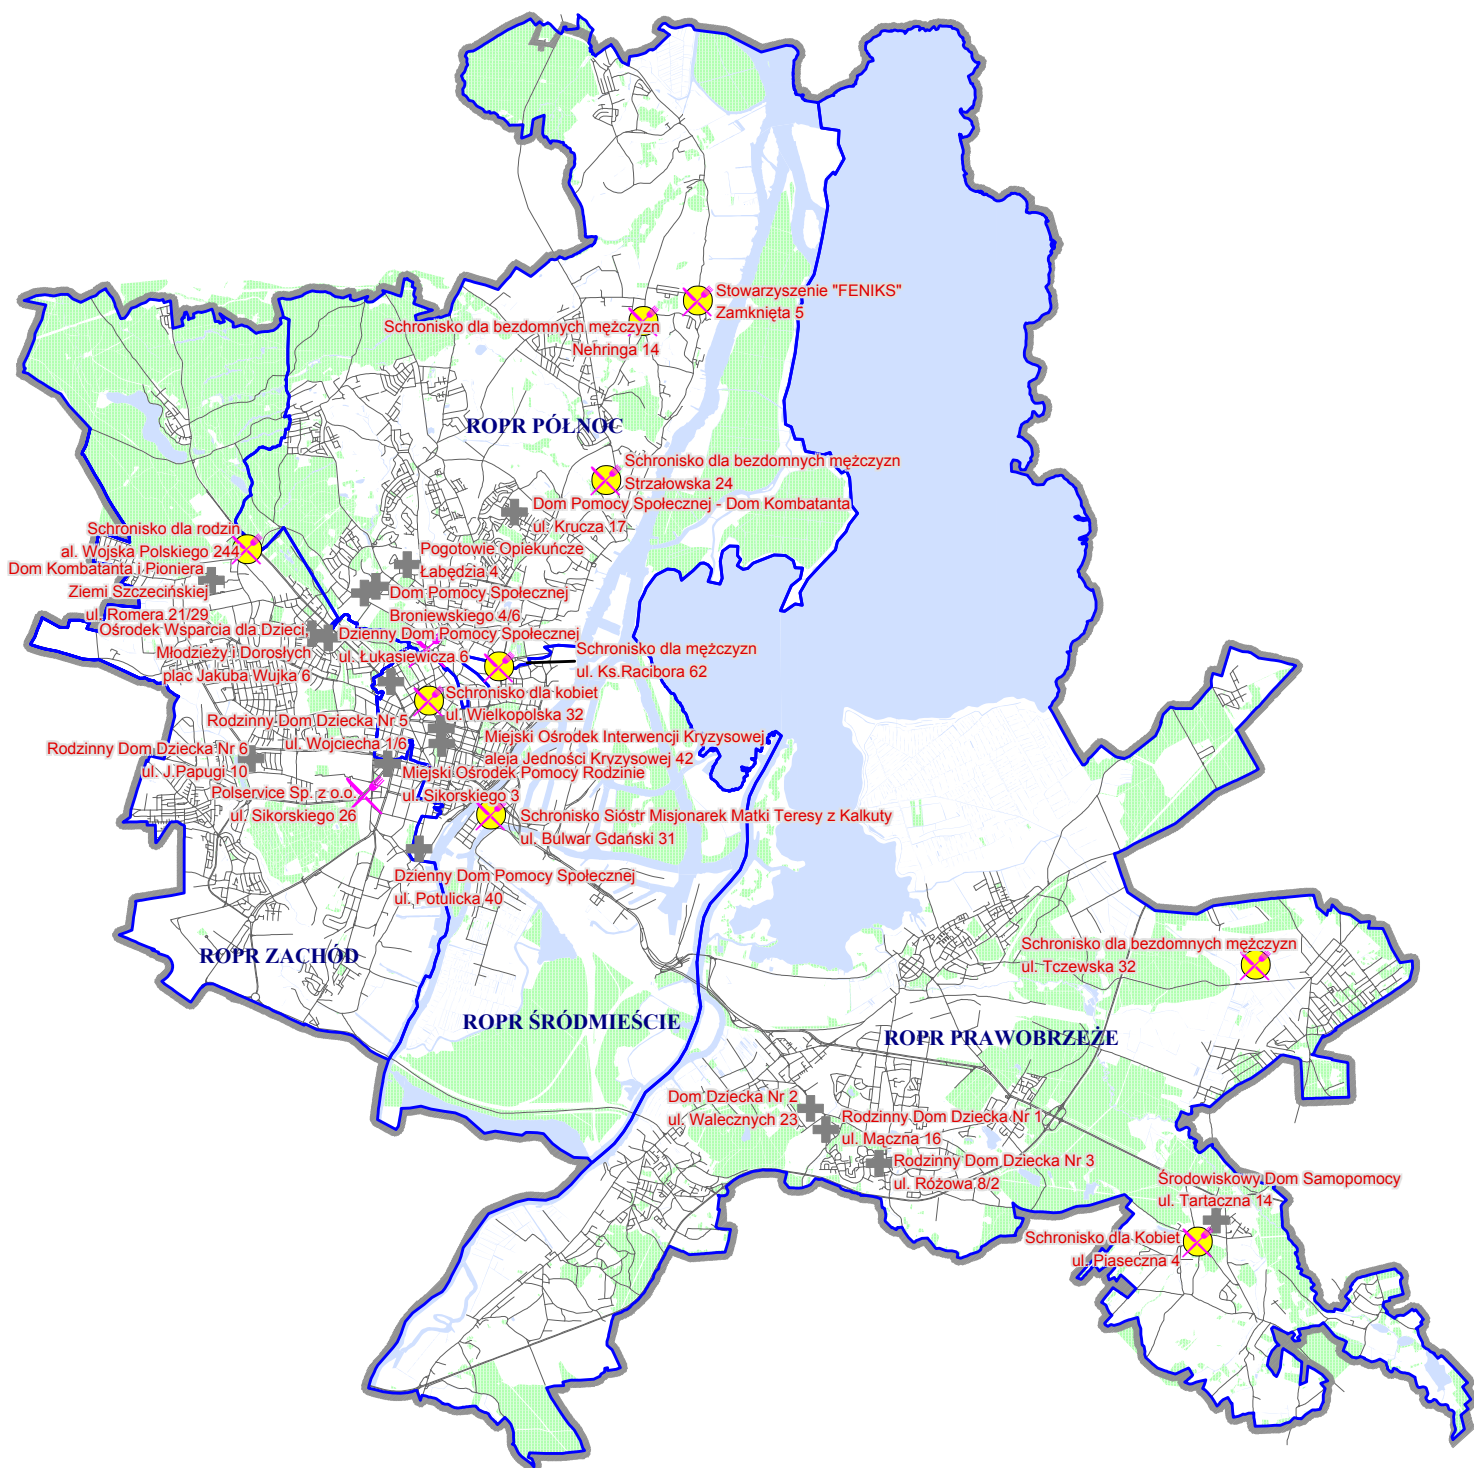 Stowarzyszenie "FENIKS"
Zamknięta 5
Schronisko dla bezdomnych mężczyzn
Nehringa 14
ROPR PÓŁNOC
Schronisko dla bezdomnych mężczyzn
Strzałowska 24
Dom Pomocy Społecznej - Dom Kombatanta
ul. Krucza 17
Schronisko dla rodzin
al. Wojska Polskiego 244
Pogotowie Opiekuńcze
Łabędzia 4
Dom Kombatanta i Pioniera
Ziemi Szczecińskiej
ul. Romera 21/29
Dom Pomocy Społecznej
Broniewskiego 4/6
Ośrodek Wsparcia dla Dzieci,
Młodzieży i Dorosłych
plac Jakuba Wujka 6
Dzienny Dom Pomocy Społecznej
ul. Łukasiewicza 6
Schronisko dla mężczyzn
ul. Ks.Racibora 62
Schronisko dla kobiet
ul. Wielkopolska 32
Rodzinny Dom Dziecka Nr 5
ul. Wojciecha 1/6
Miejski Ośrodek Interwencji Kryzysowej
aleja Jedności Kryzysowej 42
Rodzinny Dom Dziecka Nr 6
ul. J.Papugi 10
Miejski Ośrodek Pomocy Rodzinie
ul. Sikorskiego 3
Polservice Sp. z o.o.
ul. Sikorskiego 26
Schronisko Sióstr Misjonarek Matki Teresy z Kalkuty
ul. Bulwar Gdański 31
Dzienny Dom Pomocy Społecznej
ul. Potulicka 40
ROPR ZACHÓD
Schronisko dla bezdomnych mężczyzn
ul. Tczewska 32
ROPR ŚRÓDMIEŚCIE
ROPR PRAWOBRZEŻE
Dom Dziecka Nr 2
ul. Walecznych 23
Rodzinny Dom Dziecka Nr 1
ul. Mączna 16
Rodzinny Dom Dziecka Nr 3
ul. Różowa 8/2
Środowiskowy Dom Samopomocy
ul. Tartaczna 14
Schronisko dla Kobiet
ul. Piaseczna 4